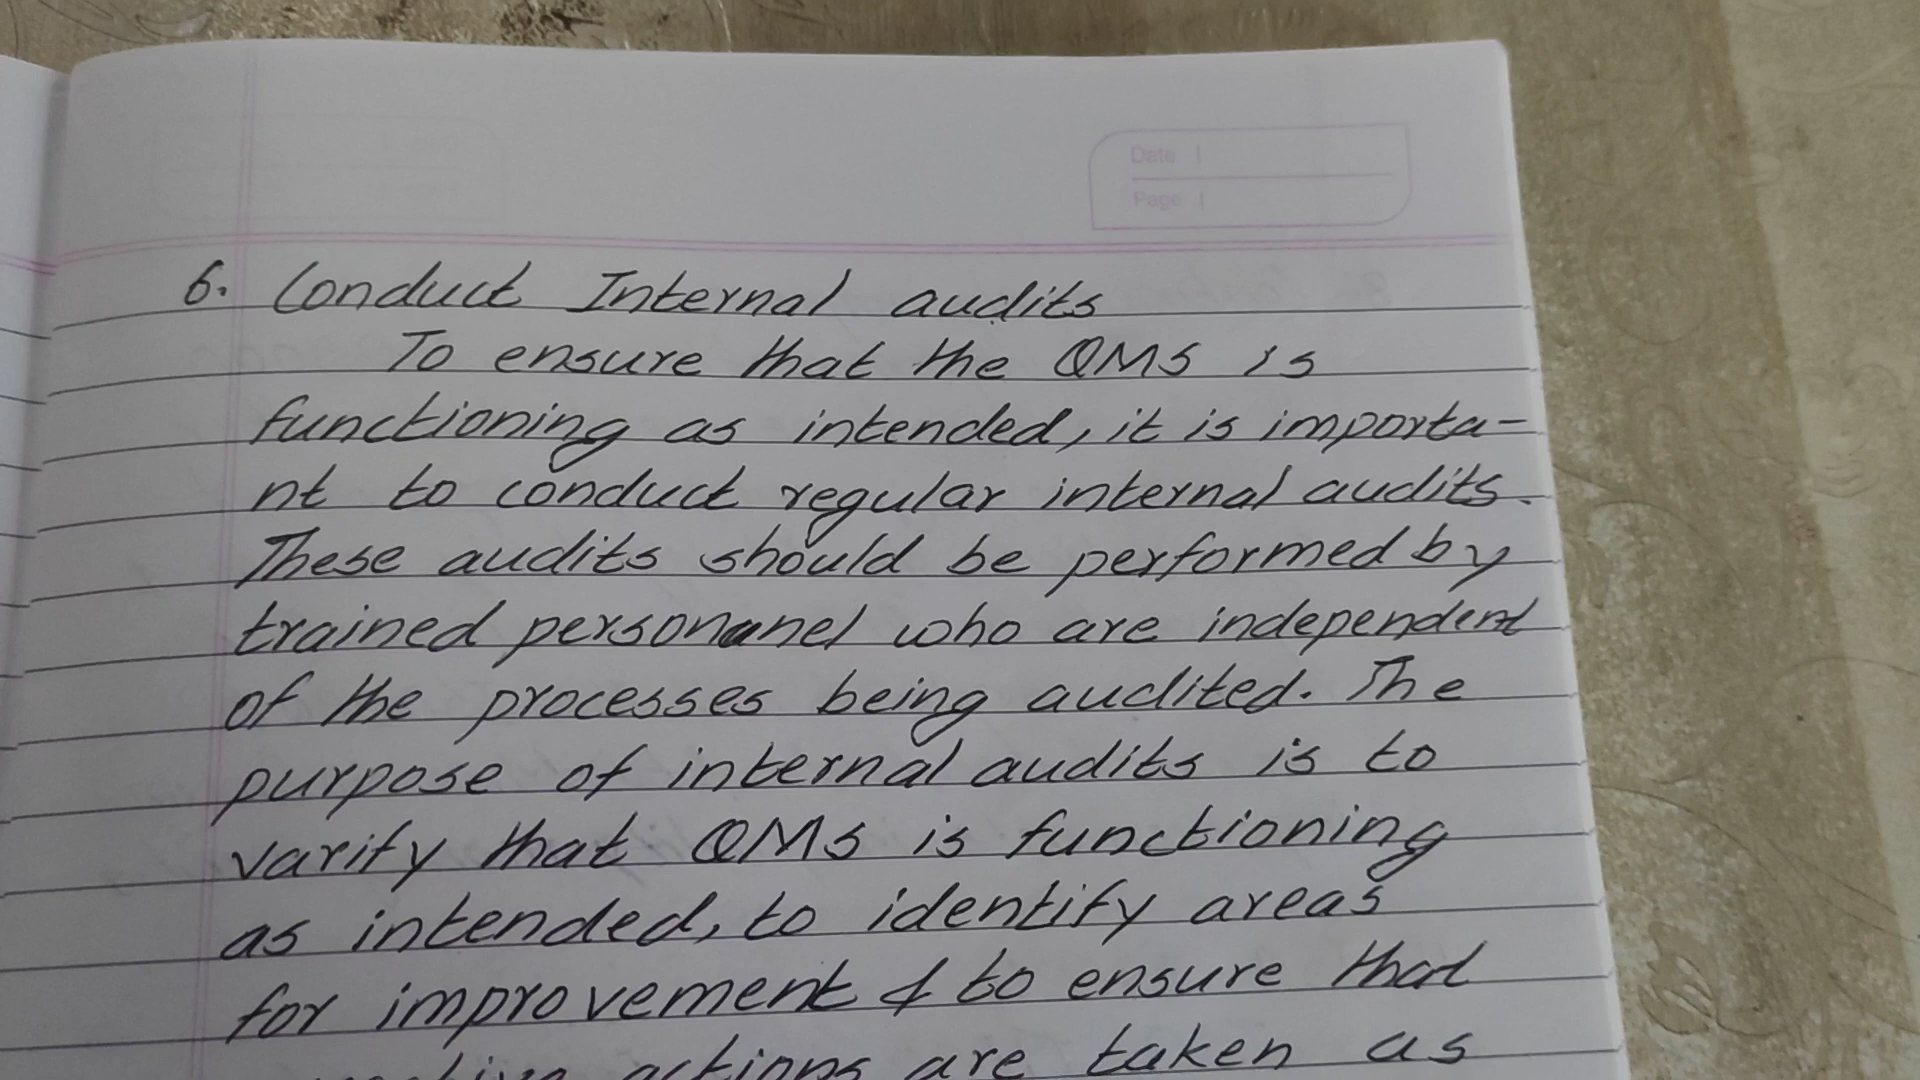 Date
Page
6. Conduct Internal audits
To ensure that the QMS is
functioning as intended, it is importa-
nt to conduct regular internal audits.
These audits should be performed by
trained personanel who are independent
of the processes being audited. The
purpose of internal audits is to
varify that QMS is functioning
as intended, to identify areas
for improvement & to ensure that
actions are taken as